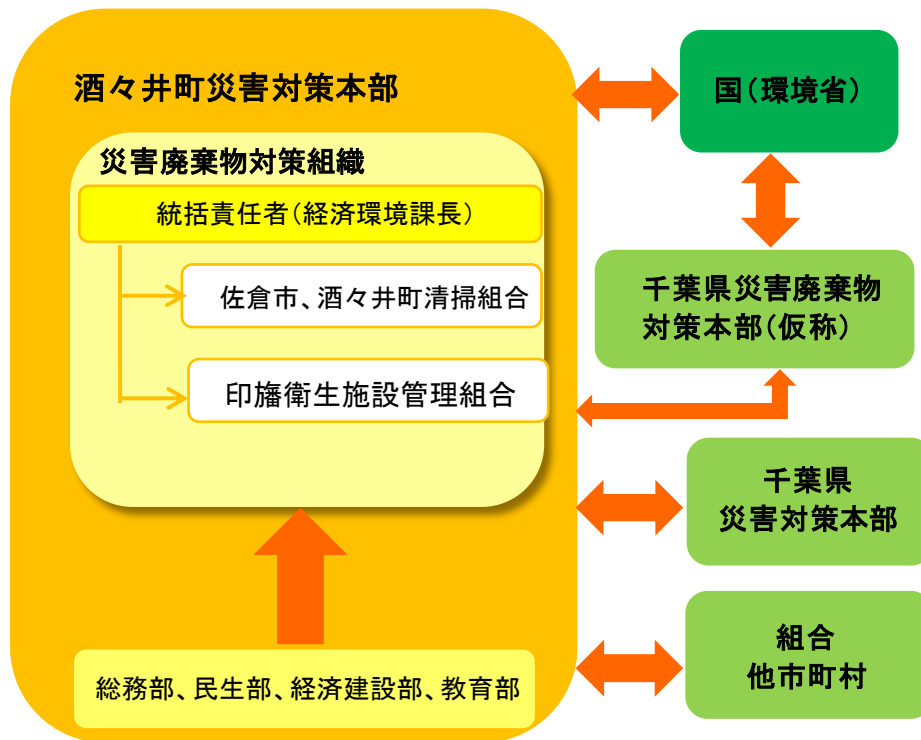 酒々井町災害対策本部
災害廃棄物対策組織
統括責任者(経済環境課長)
佐倉市、酒々井町清掃組合
印旛衛生施設管理組合
総務部、民生部、経済建設部、教育部
国(環境省)
千葉県災害廃棄物
対策本部(仮称)
千葉県
災害対策本部
組合
他市町村